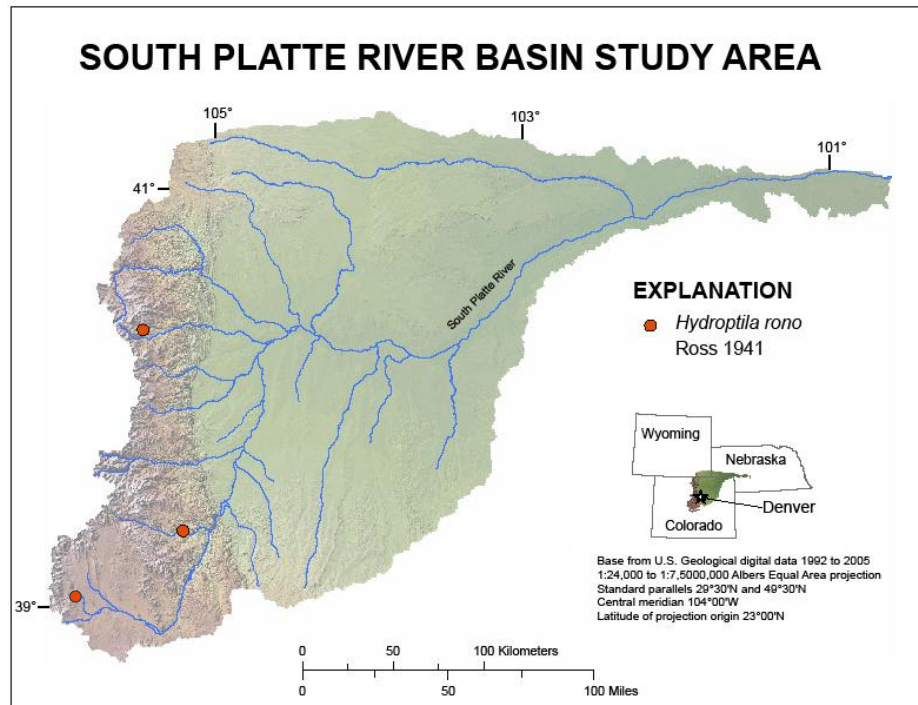 SOUTH PLATTE RIVER BASIN STUDY AREA
105°
103°
101°
41°
South Platte River
EXPLANATION
Hydroptila rono
Ross 1941
Wyoming
Nebraska
Denver
Colorado
Base from U.S. Geological digital data 1992 to 2005
1:24,000 to 1:7,5000,000 Albers Equal Area projection
Standard parallels 29°30'N and 49°30'N
Central meridian 104°00'W
Latitude of projection origin 23°00'N
39°
0 50 100 Kilometers
0 50 100 Miles